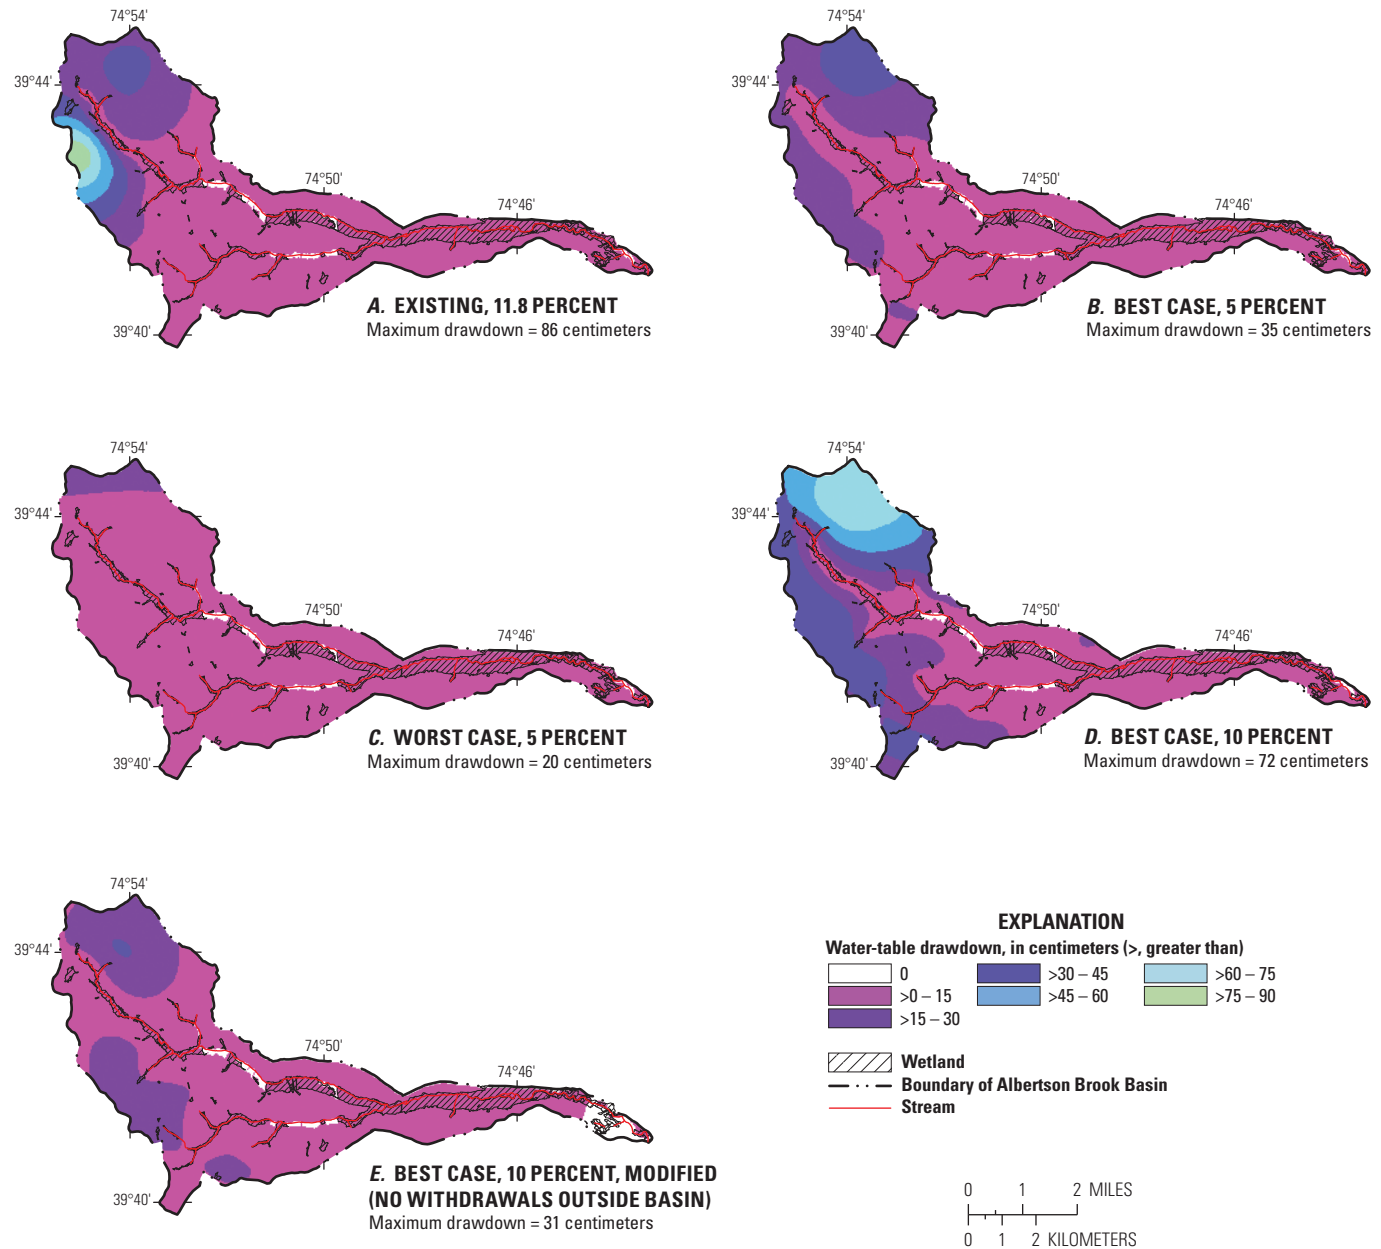 74°54'
39°44'
74°50'
74°46'
39°40'
A. EXISTING, 11.8 PERCENT
Maximum drawdown = 86 centimeters
74°54'
39°44'
74°50'
74°46'
39°40'
B. BEST CASE, 5 PERCENT
Maximum drawdown = 35 centimeters
74°54'
39°44'
74°50'
74°46'
39°40'
C. WORST CASE, 5 PERCENT
Maximum drawdown = 20 centimeters
74°54'
39°44'
74°50'
74°46'
39°40'
D. BEST CASE, 10 PERCENT
Maximum drawdown = 72 centimeters
74°54'
39°44'
74°50'
74°46'
39°40'
E. BEST CASE, 10 PERCENT, MODIFIED
(NO WITHDRAWALS OUTSIDE BASIN)
Maximum drawdown = 31 centimeters
EXPLANATION
Water-table drawdown, in centimeters (>, greater than)
0
>0 – 15
>15 – 30
>30 – 45
>45 – 60
>60 – 75
>75 – 90
Wetland
Boundary of Albertson Brook Basin
Stream
0 1 2 MILES
0 1 2 KILOMETERS